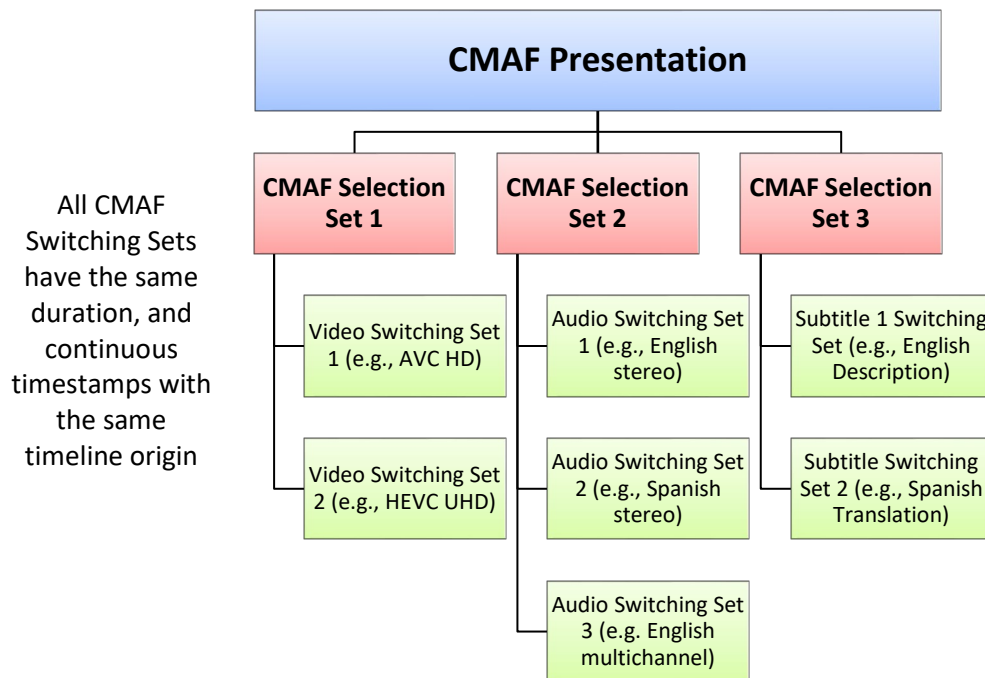 CMAF Presentation
CMAF Selection
Set 1
CMAF Selection
Set 2
CMAF Selection
Set 3
All CMAF
Switching Sets
have the same
duration, and
continuous
timestamps with
the same
timeline origin
Video Switching Set
1 (e.g., AVC HD)
Video Switching Set
2 (e.g., HEVC UHD)
Audio Switching Set
1 (e.g., English
stereo)
Audio Switching Set
2 (e.g., Spanish
stereo)
Audio Switching Set
3 (e.g. English
multichannel)
Subtitle 1 Switching
Set (e.g., English
Description)
Subtitle Switching
Set 2 (e.g., Spanish
Translation)